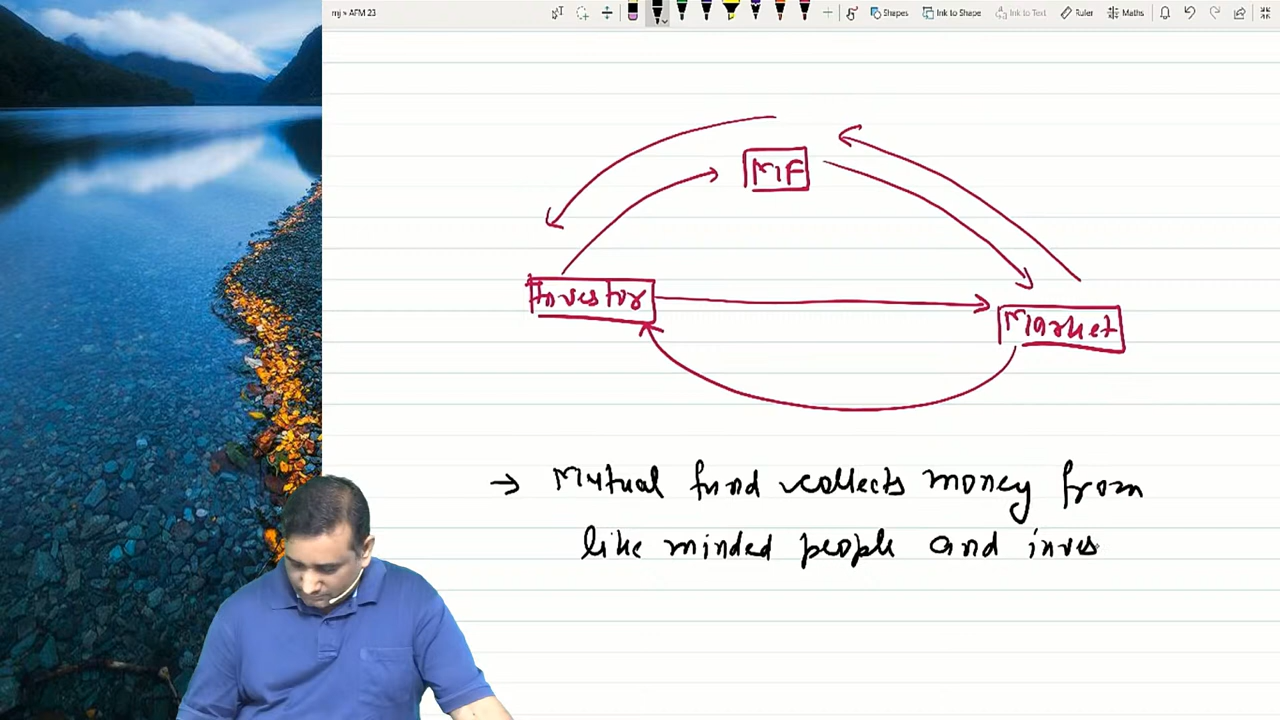 mj » AFM 23
Shapes
Ink to Shape
Ink to Text
Ruler
Maths
MF
Investor
Market
→ Mutual fund collects money from
like minded people and inves